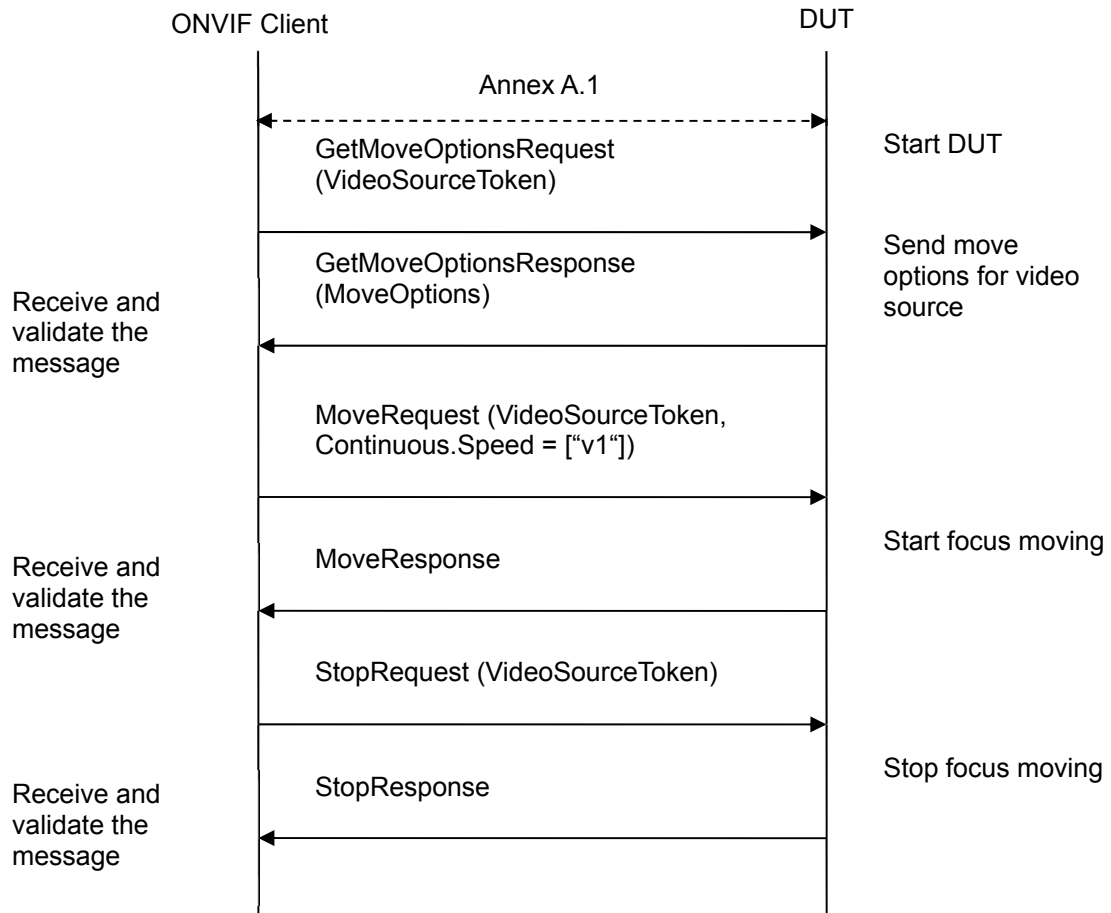 ONVIF Client
DUT
Annex A.1
Start DUT
GetMoveOptionsRequest
(VideoSourceToken)
Send move
options for video
source
GetMoveOptionsResponse
(MoveOptions)
Receive and
validate the
message
MoveRequest (VideoSourceToken,
Continuous.Speed = [“v1“])
Start focus moving
MoveResponse
Receive and
validate the
message
StopRequest (VideoSourceToken)
Stop focus moving
StopResponse
Receive and
validate the
message